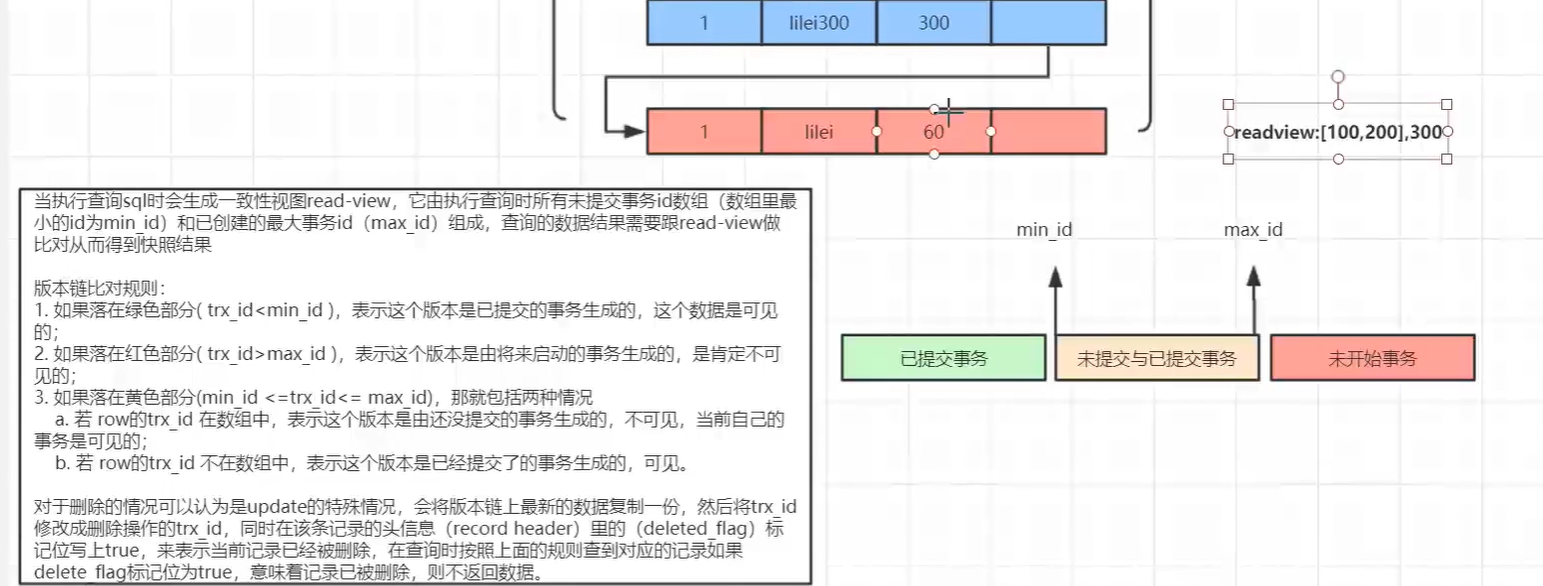 1 lilei300 300
1 lilei 60
readview:[100,200],300
当执行查询sql时会生成一致性视图read-view，它由执行查询时所有未提交事务id数组（数组里最
小的id为min_id）和已创建的最大事务id（max_id）组成，查询的数据结果需要跟read-view做
比对从而得到快照结果
版本链比对规则：
1. 如果落在绿色部分( trx_id<min_id )，表示这个版本是已提交的事务生成的，这个数据是可见
的；
2. 如果落在红色部分( trx_id>max_id )，表示这个版本是由将来启动的事务生成的，是肯定不可
见的；
3. 如果落在黄色部分(min_id <=trx_id<= max_id)，那就包括两种情况
a. 若 row的trx_id 在数组中，表示这个版本是由还没提交的事务生成的，不可见，当前自己的
事务是可见的；
b. 若 row的trx_id 不在数组中，表示这个版本是已经提交了的事务生成的，可见。
对于删除的情况可以认为是update的特殊情况，会将版本链上最新的数据复制一份，然后将trx_id
修改成删除操作的trx_id，同时在该条记录的头信息（record header）里的（deleted_flag）标
记位写上true，来表示当前记录已经被删除，在查询时按照上面的规则查到对应的记录如果
delete_flag标记位为true，意味着记录已被删除，则不返回数据。
min_id max_id
已提交事务 未提交与已提交事务 未开始事务